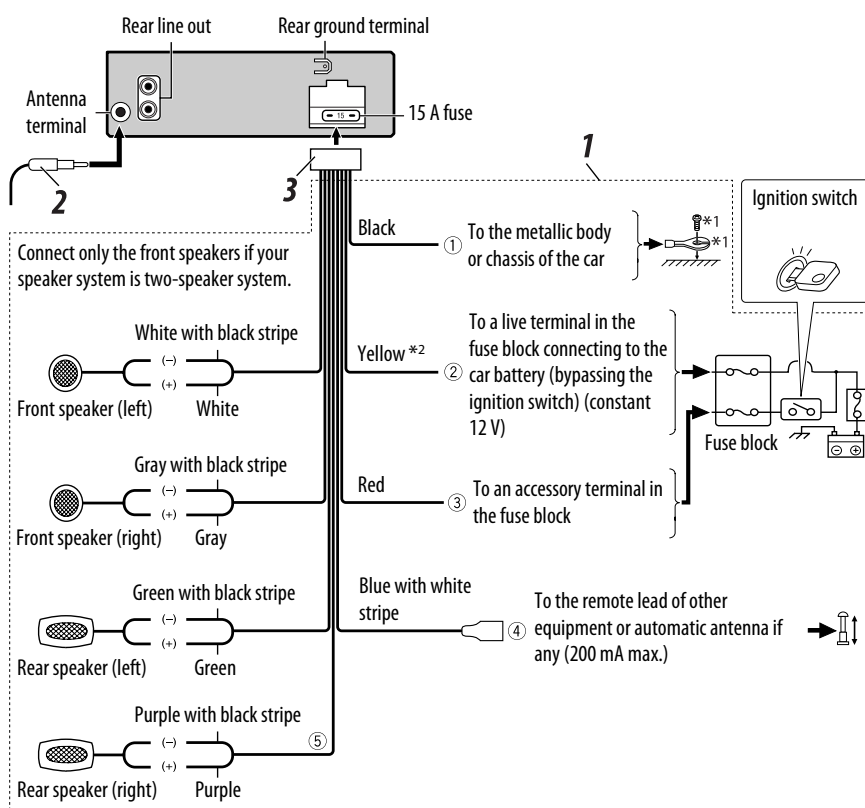 Rear line out
Rear ground terminal
Antenna
terminal
15
15 A fuse
2
3
1
Ignition switch
Connect only the front speakers if your
speaker system is two-speaker system.
Black
① To the metallic body
or chassis of the car
*1
*1
White with black stripe
(–)
(+)
Front speaker (left)
White
Yellow *2
② To a live terminal in the
fuse block connecting to the
car battery (bypassing the
ignition switch) (constant
12 V)
Fuse block
Gray with black stripe
(–)
(+)
Front speaker (right)
Gray
Red
③ To an accessory terminal in
the fuse block
Green with black stripe
(–)
(+)
Rear speaker (left)
Green
Blue with white
stripe
④ To the remote lead of other
equipment or automatic antenna if
any (200 mA max.)
Purple with black stripe
⑤
(–)
(+)
Rear speaker (right)
Purple